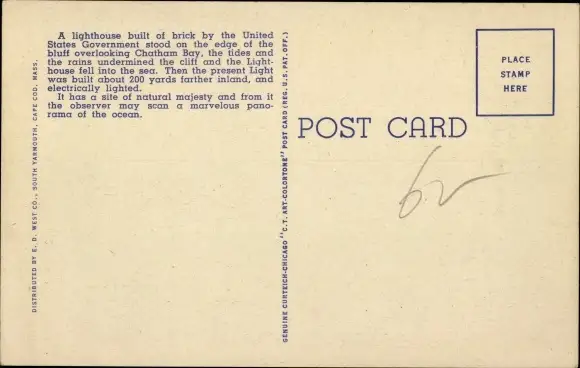 A lighthouse built of brick by the United
States Government stood on the edge of the
bluff overlooking Chatham Bay, the tides and
the rains undermined the cliff and the Light-
house fell into the sea. Then the present Light
was built about 200 yards farther inland, and
electrically lighted.
It has a site of natural majesty and from it
the observer may scan a marvelous pano-
rama of the ocean.
DISTRIBUTED BY E. D. WEST CO., SOUTH YARMOUTH, CAPE COD, MASS.
GENUINE CURTEICH-CHICAGO "C.T. ART-COLORTONE" POST CARD (REG. U.S. PAT. OFF.)
POST CARD
PLACE
STAMP
HERE